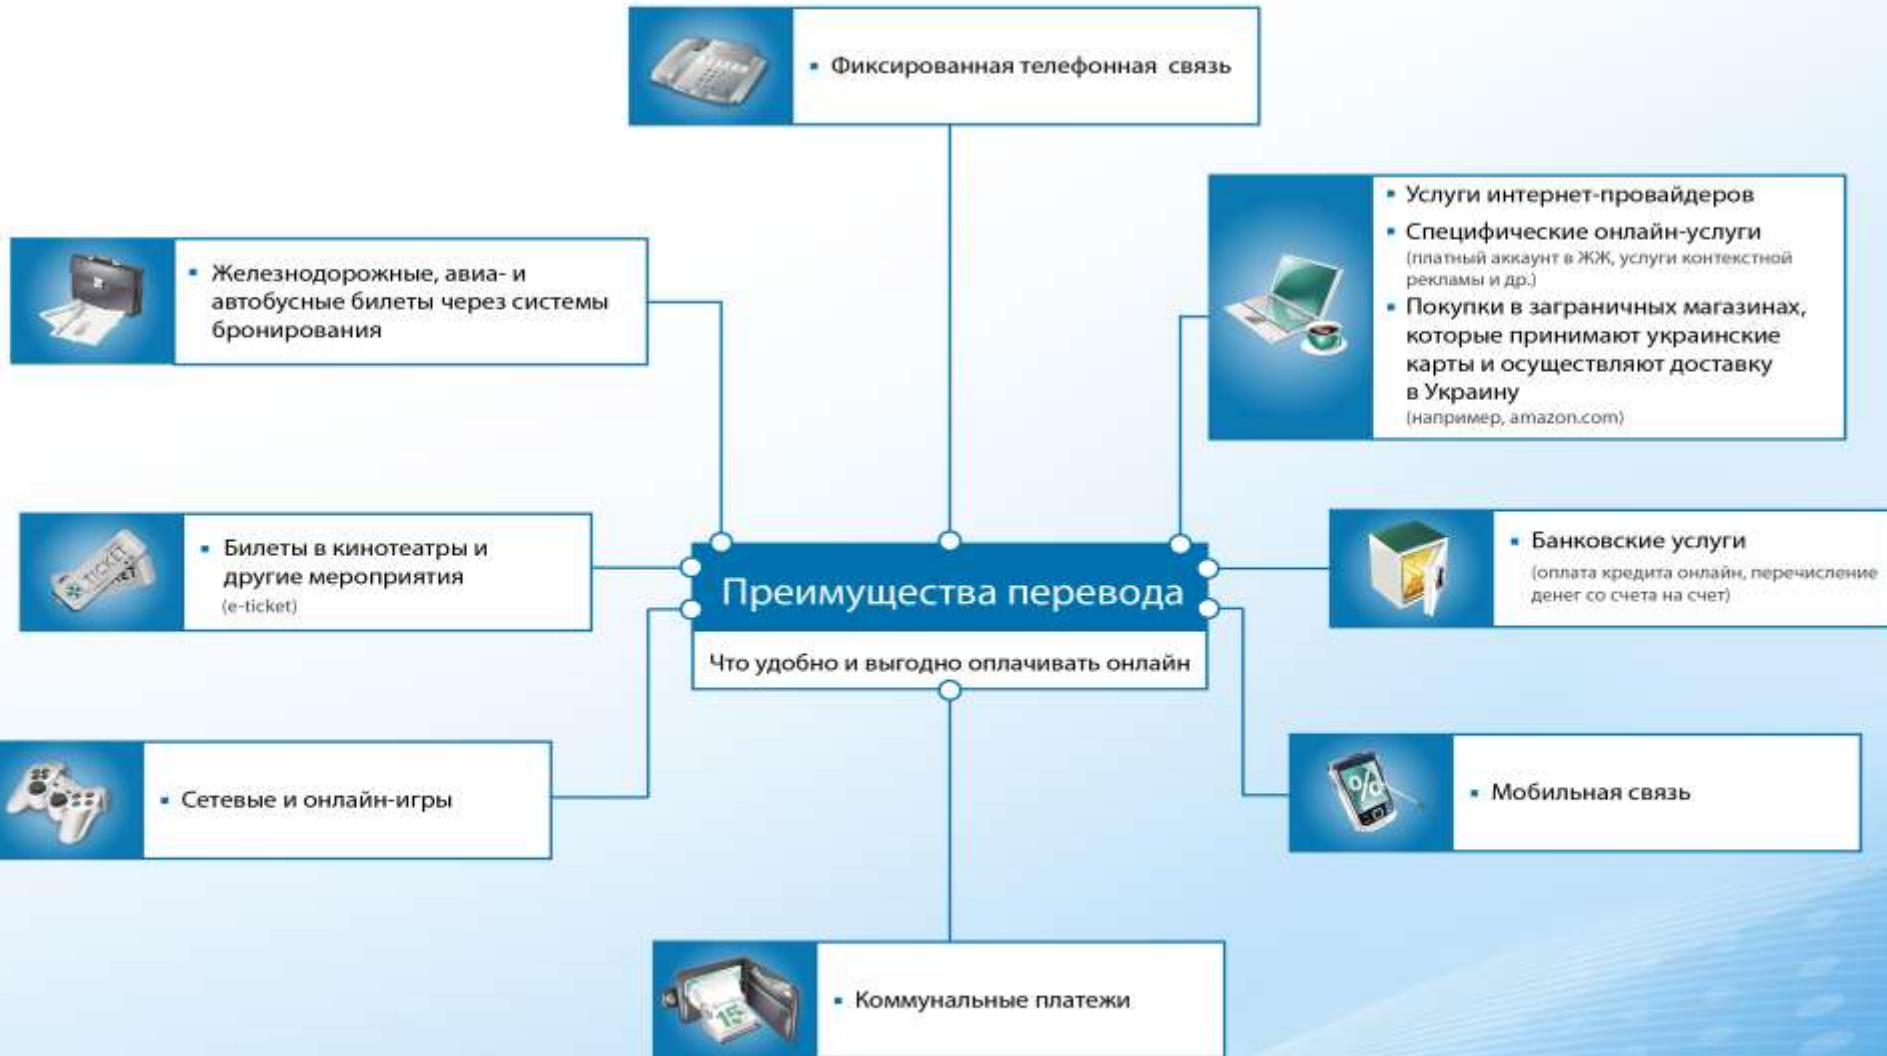 Фиксированная телефонная связь
Услуги интернет-провайдеров
Специфические онлайн-услуги
(платный аккаунт в ЖЖ, услуги контекстной
рекламы и др.)
Покупки в заграничных магазинах,
которые принимают украинские
карты и осуществляют доставку
в Украину
(например, amazon.com)
Железнодорожные, авиа- и
автобусные билеты через системы
бронирования
Билеты в кинотеатры и
другие мероприятия
(e-ticket)
TICKET
Преимущества перевода
Что удобно и выгодно оплачивать онлайн
Банковские услуги
(оплата кредита онлайн, перечисление
денег со счета на счет)
Сетевые и онлайн-игры
%
Мобильная связь
15
Коммунальные платежи